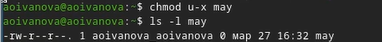 aoivanova@aoivanova:~$ chmod u-x may
aoivanova@aoivanova:~$ ls -l may
-rw-r--r--. 1 aoivanova aoivanova 0 мар 27 16:32 may